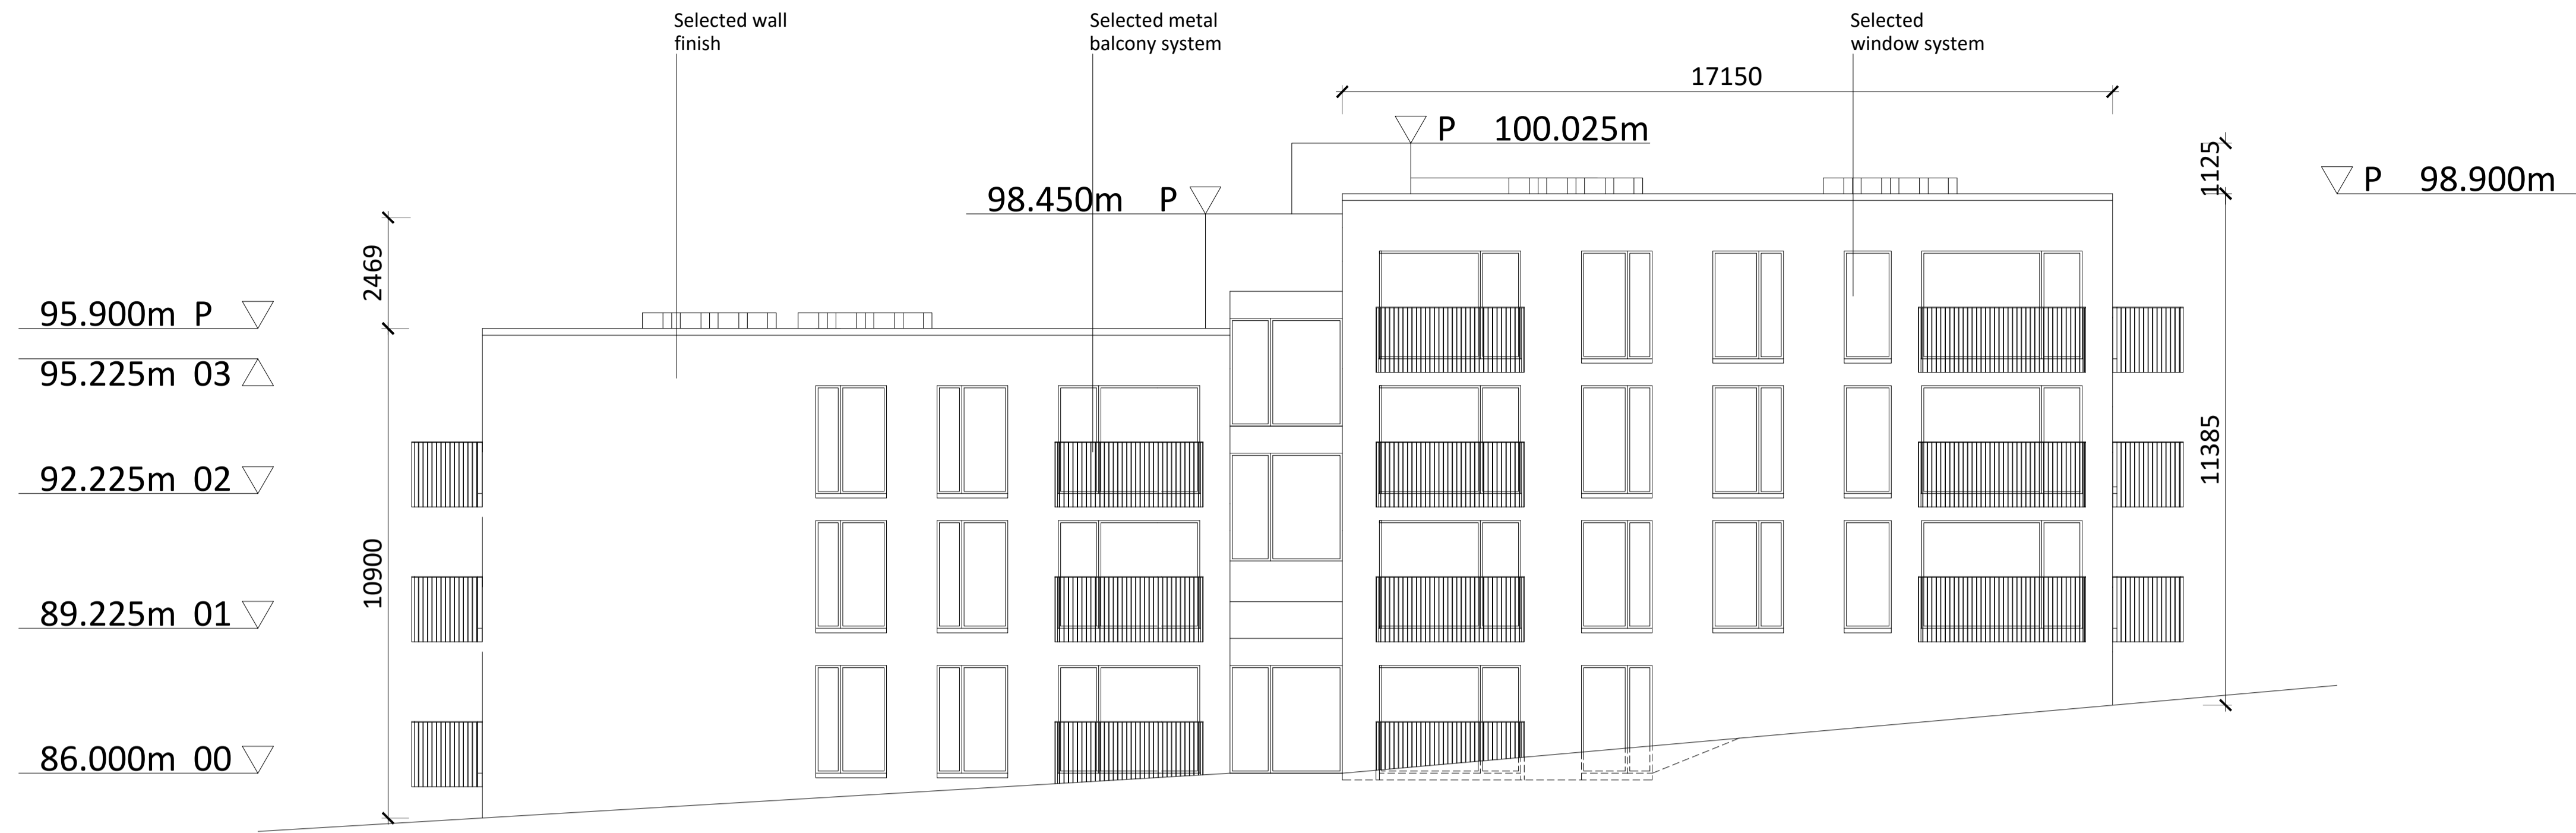 Selected wall
finish
Selected metal
balcony system
Selected
window system
17150
P 100.025m
1125
98.450m P
P 98.900m
2469
95.900m P
95.225m 03
92.225m 02
11385
10900
89.225m 01
86.000m 00